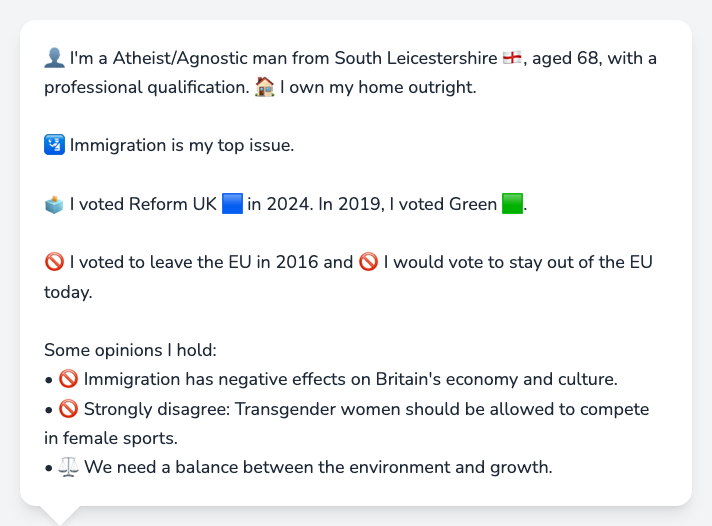 👤 I'm a Atheist/Agnostic man from South Leicestershire 🏴󠁧󠁢󠁥󠁮󠁧󠁿, aged 68, with a
professional qualification. 🏠 I own my home outright.
🛂 Immigration is my top issue.
🗳️ I voted Reform UK 🟦 in 2024. In 2019, I voted Green 🟩.
🚫 I voted to leave the EU in 2016 and 🚫 I would vote to stay out of the EU
today.
Some opinions I hold:
• 🚫 Immigration has negative effects on Britain's economy and culture.
• 🚫 Strongly disagree: Transgender women should be allowed to compete
in female sports.
• ⚖️ We need a balance between the environment and growth.